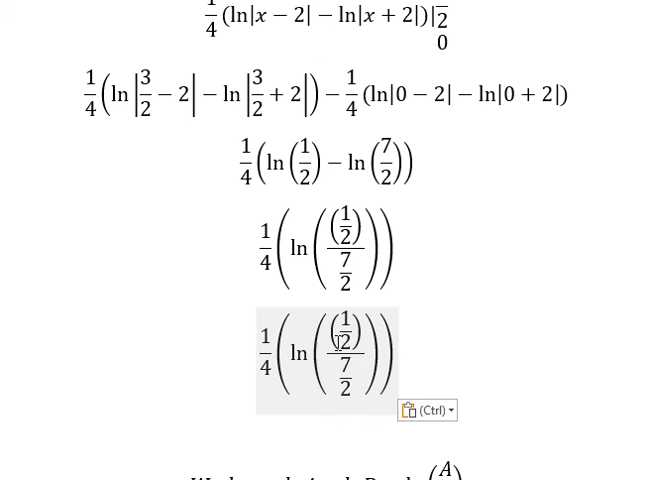 1/4 (ln|x − 2| − ln|x + 2|)| 2 0
1/4 (ln|3/2 − 2| − ln|3/2 + 2|) − 1/4 (ln|0 − 2| − ln|0 + 2|)
1/4 (ln(1/2) − ln(7/2))
1/4 (ln((1/2)/(7/2)))
1/4 (ln((1/2)/(7/2)))
(Ctrl)